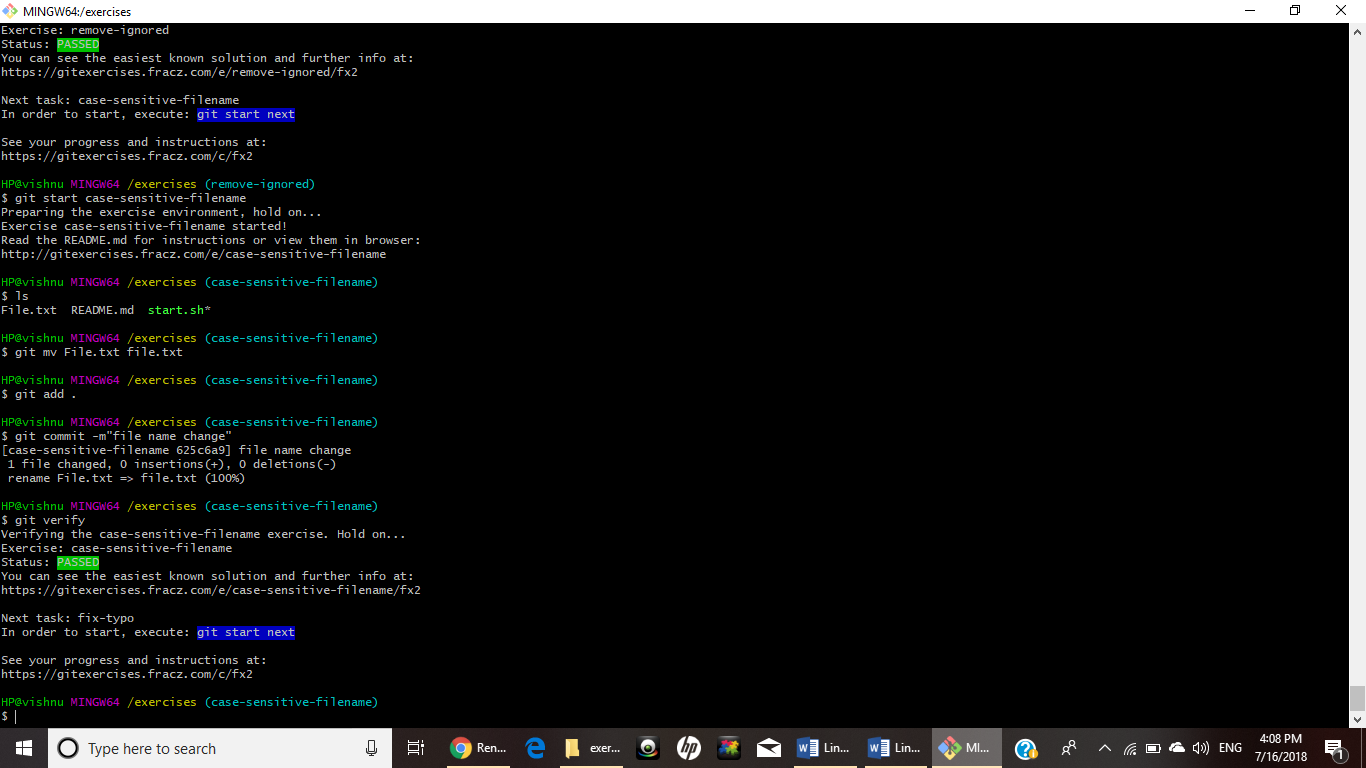 MINGW64:/exercises
Exercise: remove-ignored
Status: PASSED
You can see the easiest known solution and further info at:
https://gitexercises.fracz.com/e/remove-ignored/fx2
Next task: case-sensitive-filename
In order to start, execute: git start next
See your progress and instructions at:
https://gitexercises.fracz.com/c/fx2
HP@vishnu MINGW64 /exercises (remove-ignored)
$ git start case-sensitive-filename
Preparing the exercise environment, hold on...
Exercise case-sensitive-filename started!
Read the README.md for instructions or view them in browser:
http://gitexercises.fracz.com/e/case-sensitive-filename
HP@vishnu MINGW64 /exercises (case-sensitive-filename)
$ ls
File.txt  README.md  start.sh*
HP@vishnu MINGW64 /exercises (case-sensitive-filename)
$ git mv File.txt file.txt
HP@vishnu MINGW64 /exercises (case-sensitive-filename)
$ git add .
HP@vishnu MINGW64 /exercises (case-sensitive-filename)
$ git commit -m"file name change"
[case-sensitive-filename 625c6a9] file name change
 1 file changed, 0 insertions(+), 0 deletions(-)
 rename File.txt => file.txt (100%)
HP@vishnu MINGW64 /exercises (case-sensitive-filename)
$ git verify
Verifying the case-sensitive-filename exercise. Hold on...
Exercise: case-sensitive-filename
Status: PASSED
You can see the easiest known solution and further info at:
https://gitexercises.fracz.com/e/case-sensitive-filename/fx2
Next task: fix-typo
In order to start, execute: git start next
See your progress and instructions at:
https://gitexercises.fracz.com/c/fx2
HP@vishnu MINGW64 /exercises (case-sensitive-filename)
$
Type here to search
Ren...
exer...
hp
W Lin...
W Lin...
MI...
ENG
4:08 PM
7/16/2018
1